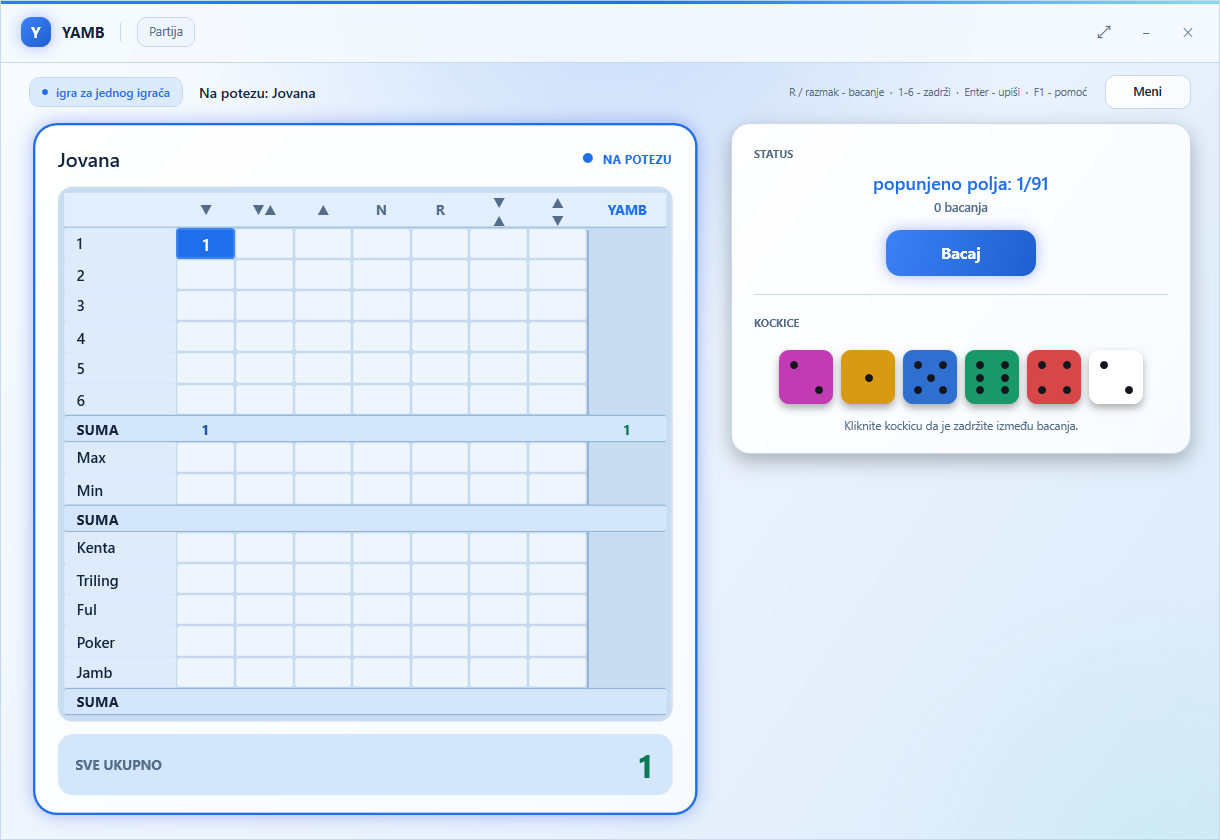 Y YAMB Partija
igra za jednog igrača Na potezu: Jovana R / razmak - bacanje · 1-6 - zadrži · Enter - upiši · F1 - pomoć Meni
Jovana NA POTEZU
▼ ▼▲ ▲ N R ▼▲ ▲▼ YAMB
1 1
2
3
4
5
6
SUMA 1 1
Max
Min
SUMA
Kenta
Triling
Ful
Poker
Jamb
SUMA
SVE UKUPNO 1
STATUS
popunjeno polja: 1/91
0 bacanja
Bacaj
KOCKICE
Kliknite kockicu da je zadržite između bacanja.